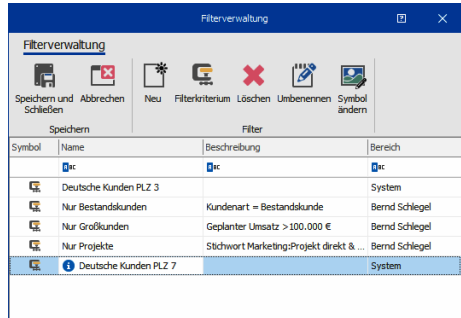 Filterverwaltung
Filterverwaltung
Speichern und Schließen
Abbrechen
Neu
Filterkriterium
Löschen
Umbenennen
Symbol ändern
Speichern
Filter
Symbol Name Beschreibung Bereich
Deutsche Kunden PLZ 3 System
Nur Bestandskunden Kundenart = Bestandskunde Bernd Schlegel
Nur Großkunden Geplanter Umsatz >100.000 € Bernd Schlegel
Nur Projekte Stichwort Marketing:Projekt direkt & ... Bernd Schlegel
Deutsche Kunden PLZ 7 System